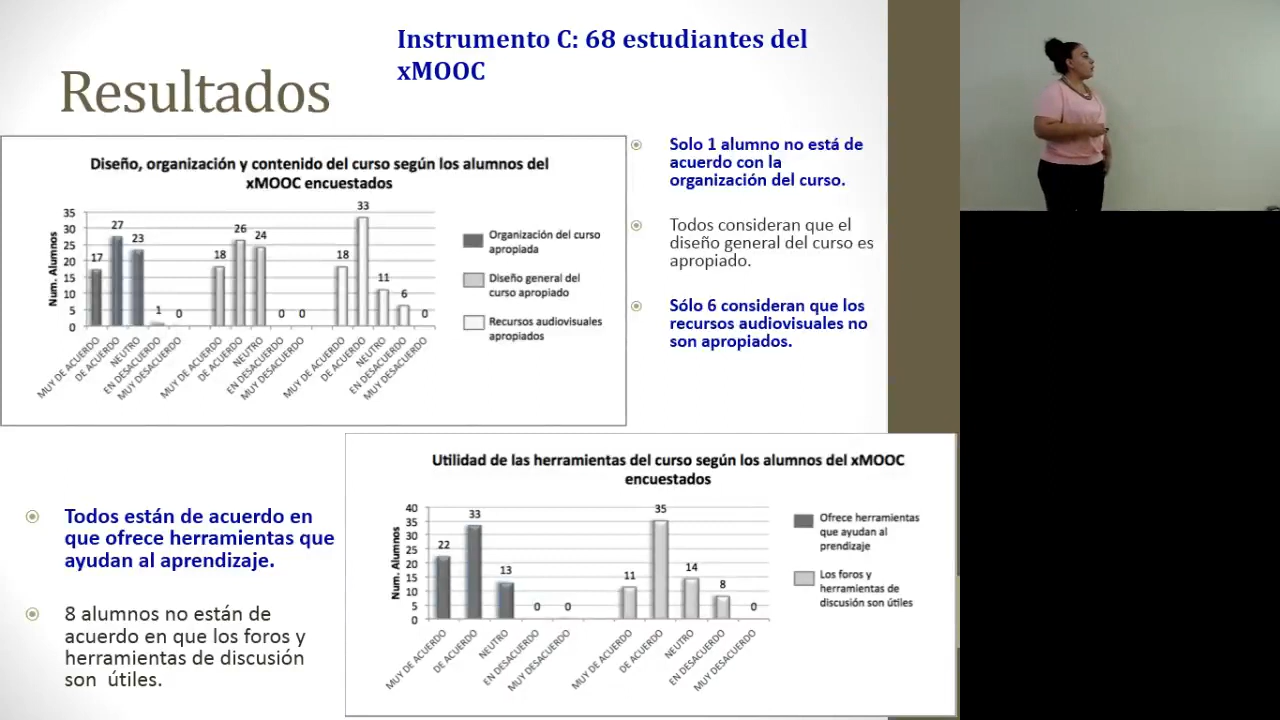 Instrumento C: 68 estudiantes del
xMOOC
Resultados
Diseño, organización y contenido del curso según los alumnos del
xMOOC encuestados
Num. Alumnos
35
30
25
20
15
10
5
0
17
27
23
1
0
18
26
24
0
0
18
33
11
6
0
MUY DE ACUERDO
DE ACUERDO
NEUTRO
EN DESACUERDO
MUY DESACUERDO
MUY DE ACUERDO
DE ACUERDO
NEUTRO
EN DESACUERDO
MUY DESACUERDO
MUY DE ACUERDO
DE ACUERDO
NEUTRO
EN DESACUERDO
MUY DESACUERDO
Organización del curso
apropiada
Diseño general del
curso apropiado
Recursos audiovisuales
apropiados
Solo 1 alumno no está de
acuerdo con la
organización del curso.
Todos consideran que el
diseño general del curso es
apropiado.
Sólo 6 consideran que los
recursos audiovisuales no
son apropiados.
Todos están de acuerdo en
que ofrece herramientas que
ayudan al aprendizaje.
8 alumnos no están de
acuerdo en que los foros y
herramientas de discusión
son útiles.
Utilidad de las herramientas del curso según los alumnos del xMOOC
encuestados
Num. Alumnos
40
35
30
25
20
15
10
5
0
22
33
13
0
0
11
35
14
8
0
MUY DE ACUERDO
DE ACUERDO
NEUTRO
EN DESACUERDO
MUY DESACUERDO
MUY DE ACUERDO
DE ACUERDO
NEUTRO
EN DESACUERDO
MUY DESACUERDO
Ofrece herramientas
que ayudan al
prendizaje
Los foros y
herramientas de
discusión son útiles